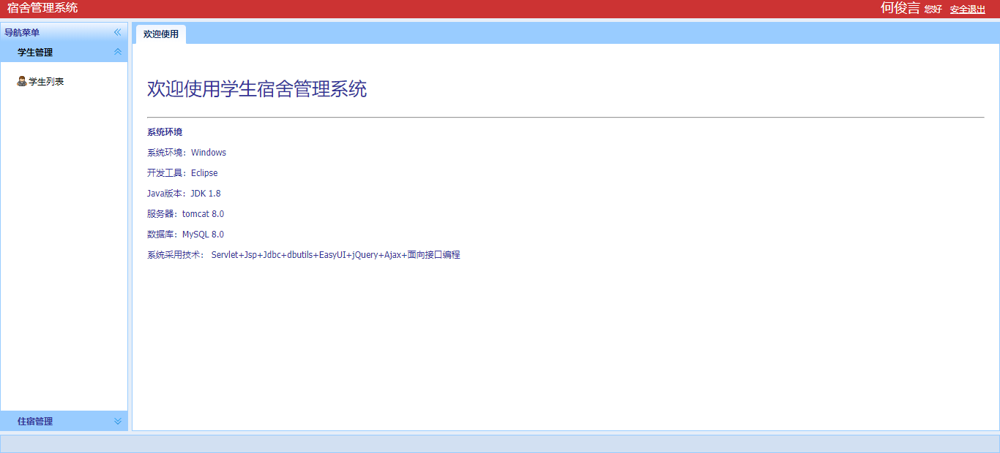 宿舍管理系统
何俊言 您好 安全退出
导航菜单
学生管理
学生列表
住宿管理
欢迎使用
欢迎使用学生宿舍管理系统
系统环境
系统环境：Windows
开发工具：Eclipse
Java版本：JDK 1.8
服务器：tomcat 8.0
数据库：MySQL 8.0
系统采用技术： Servlet+Jsp+Jdbc+dbutils+EasyUI+jQuery+Ajax+面向接口编程